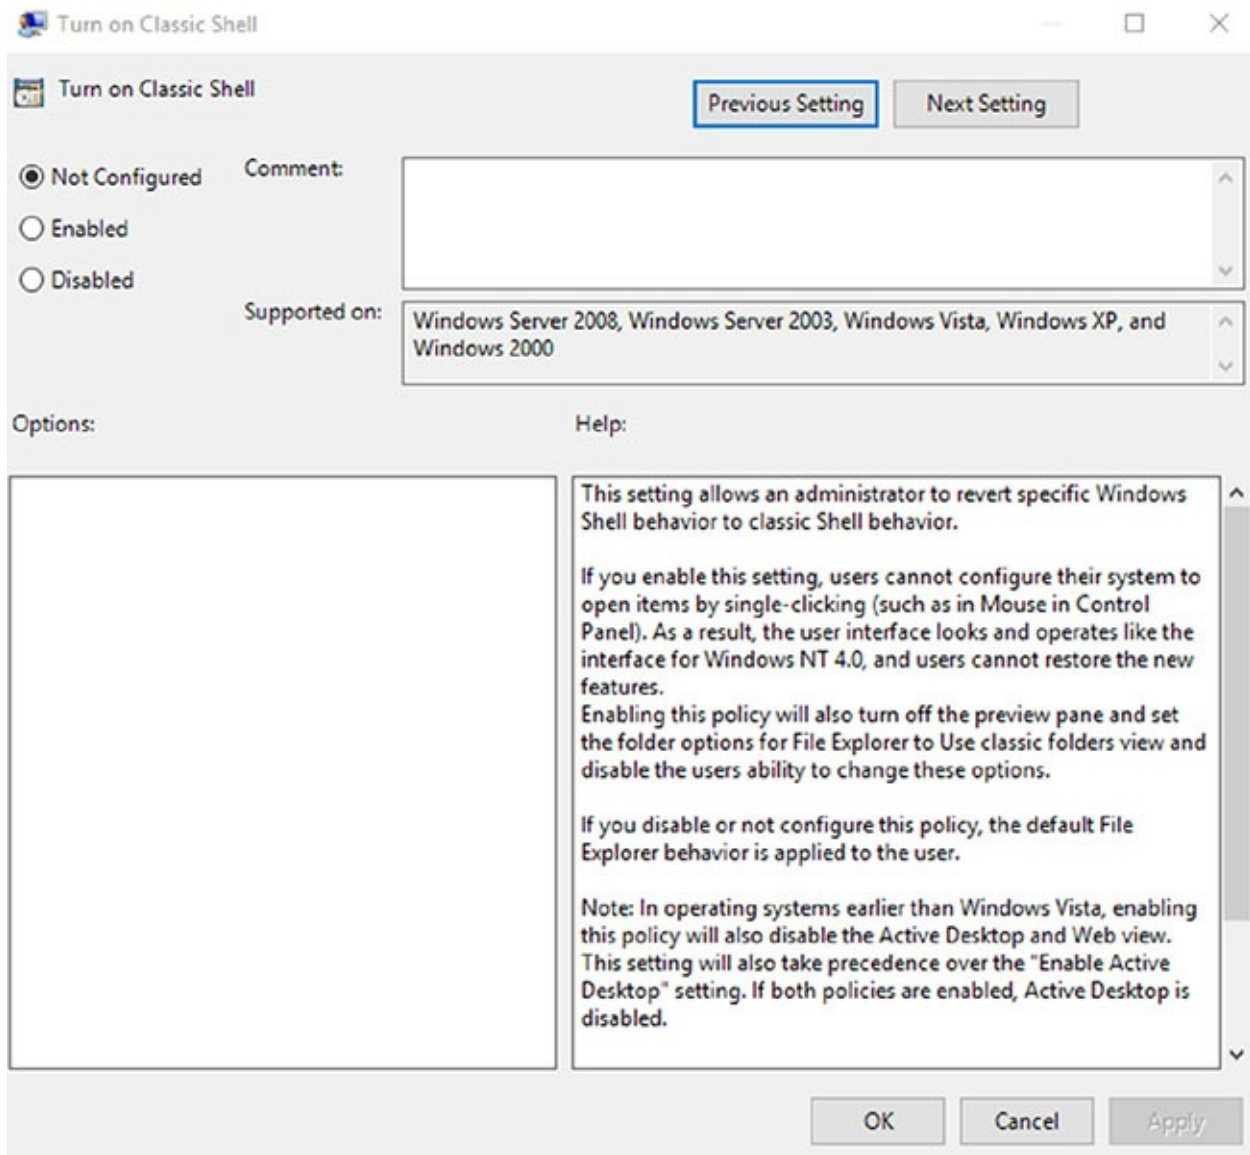 Turn on Classic Shell
Turn on Classic Shell
Previous Setting
Next Setting
Not Configured
Comment:
Enabled
Disabled
Supported on:
Windows Server 2008, Windows Server 2003, Windows Vista, Windows XP, and
Windows 2000
Options:
Help:
This setting allows an administrator to revert specific Windows
Shell behavior to classic Shell behavior.
If you enable this setting, users cannot configure their system to
open items by single-clicking (such as in Mouse in Control
Panel). As a result, the user interface looks and operates like the
interface for Windows NT 4.0, and users cannot restore the new
features.
Enabling this policy will also turn off the preview pane and set
the folder options for File Explorer to Use classic folders view and
disable the users ability to change these options.
If you disable or not configure this policy, the default File
Explorer behavior is applied to the user.
Note: In operating systems earlier than Windows Vista, enabling
this policy will also disable the Active Desktop and Web view.
This setting will also take precedence over the "Enable Active
Desktop" setting. If both policies are enabled, Active Desktop is
disabled.
OK
Cancel
Apply